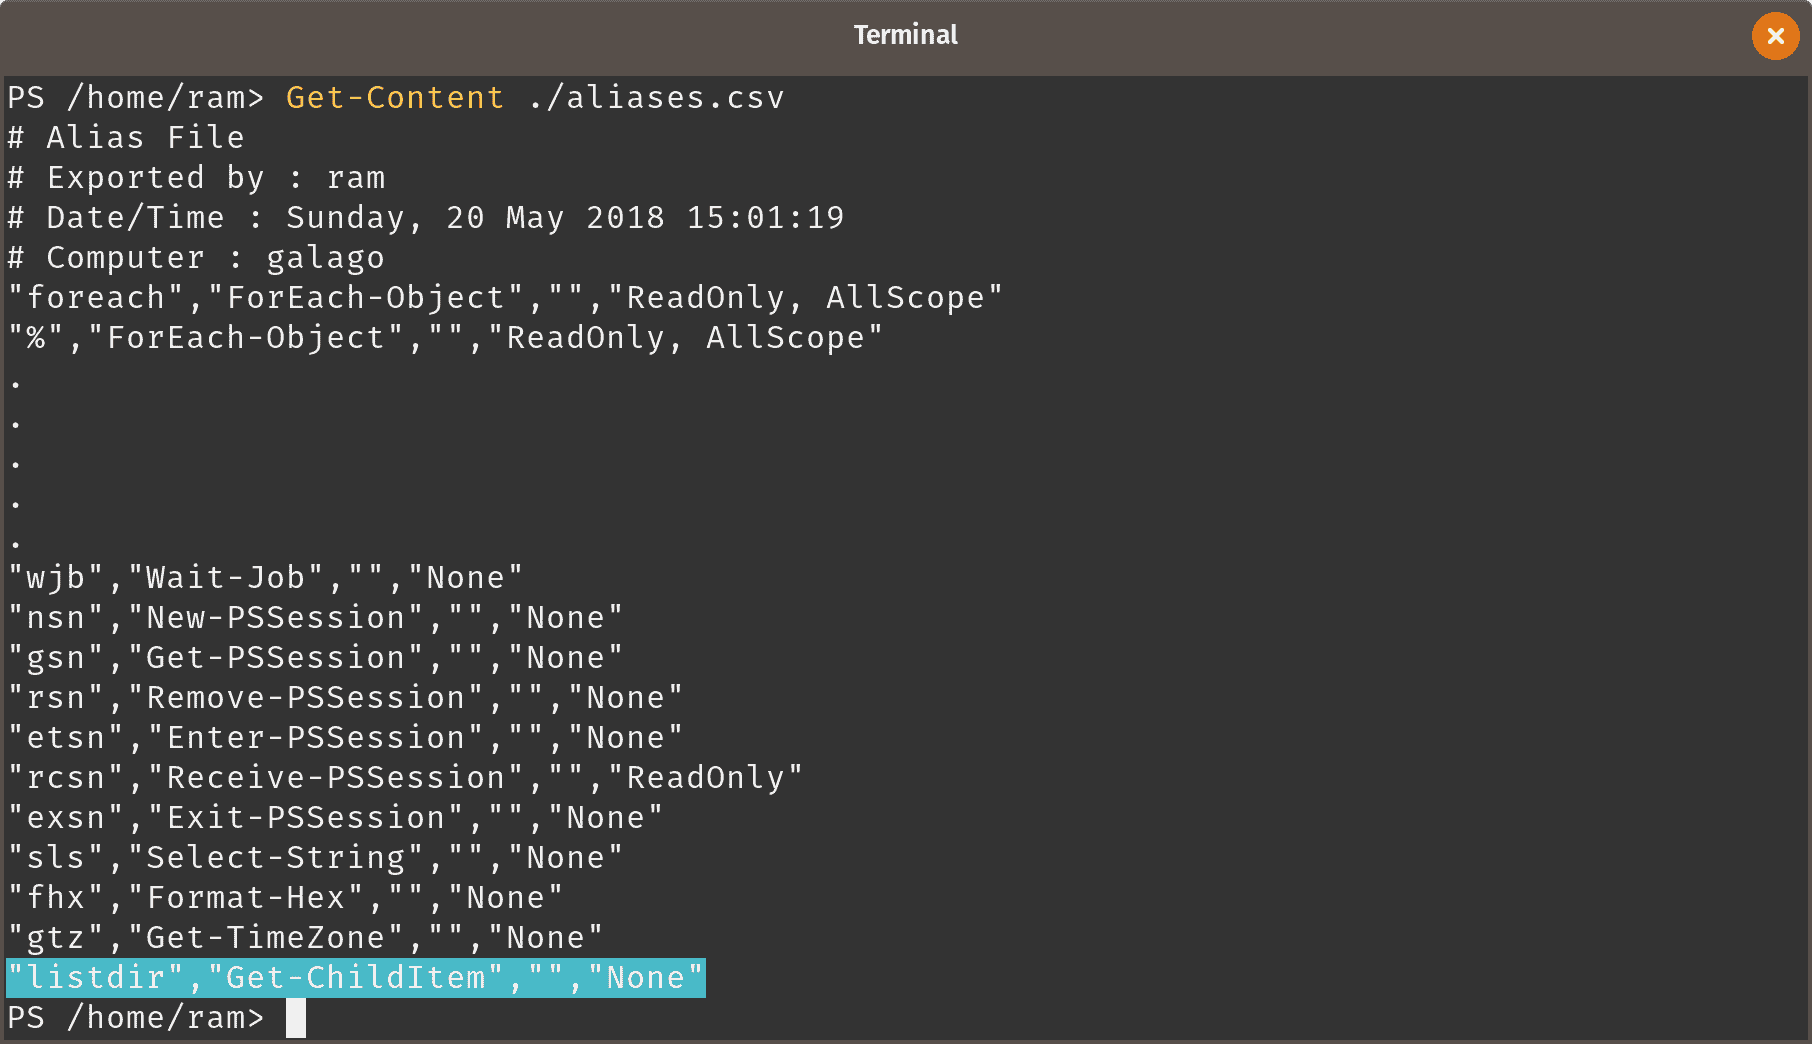 Terminal
PS /home/ram> Get-Content ./aliases.csv
# Alias File
# Exported by : ram
# Date/Time : Sunday, 20 May 2018 15:01:19
# Computer : galago
"foreach","ForEach-Object","","ReadOnly, AllScope"
"%","ForEach-Object","","ReadOnly, AllScope"
.
.
.
.
.
"wjb","Wait-Job","","None"
"nsn","New-PSSession","","None"
"gsn","Get-PSSession","","None"
"rsn","Remove-PSSession","","None"
"etsn","Enter-PSSession","","None"
"rcsn","Receive-PSSession","","ReadOnly"
"exsn","Exit-PSSession","","None"
"sls","Select-String","","None"
"fhx","Format-Hex","","None"
"gtz","Get-TimeZone","","None"
"listdir","Get-ChildItem","","None"
PS /home/ram>